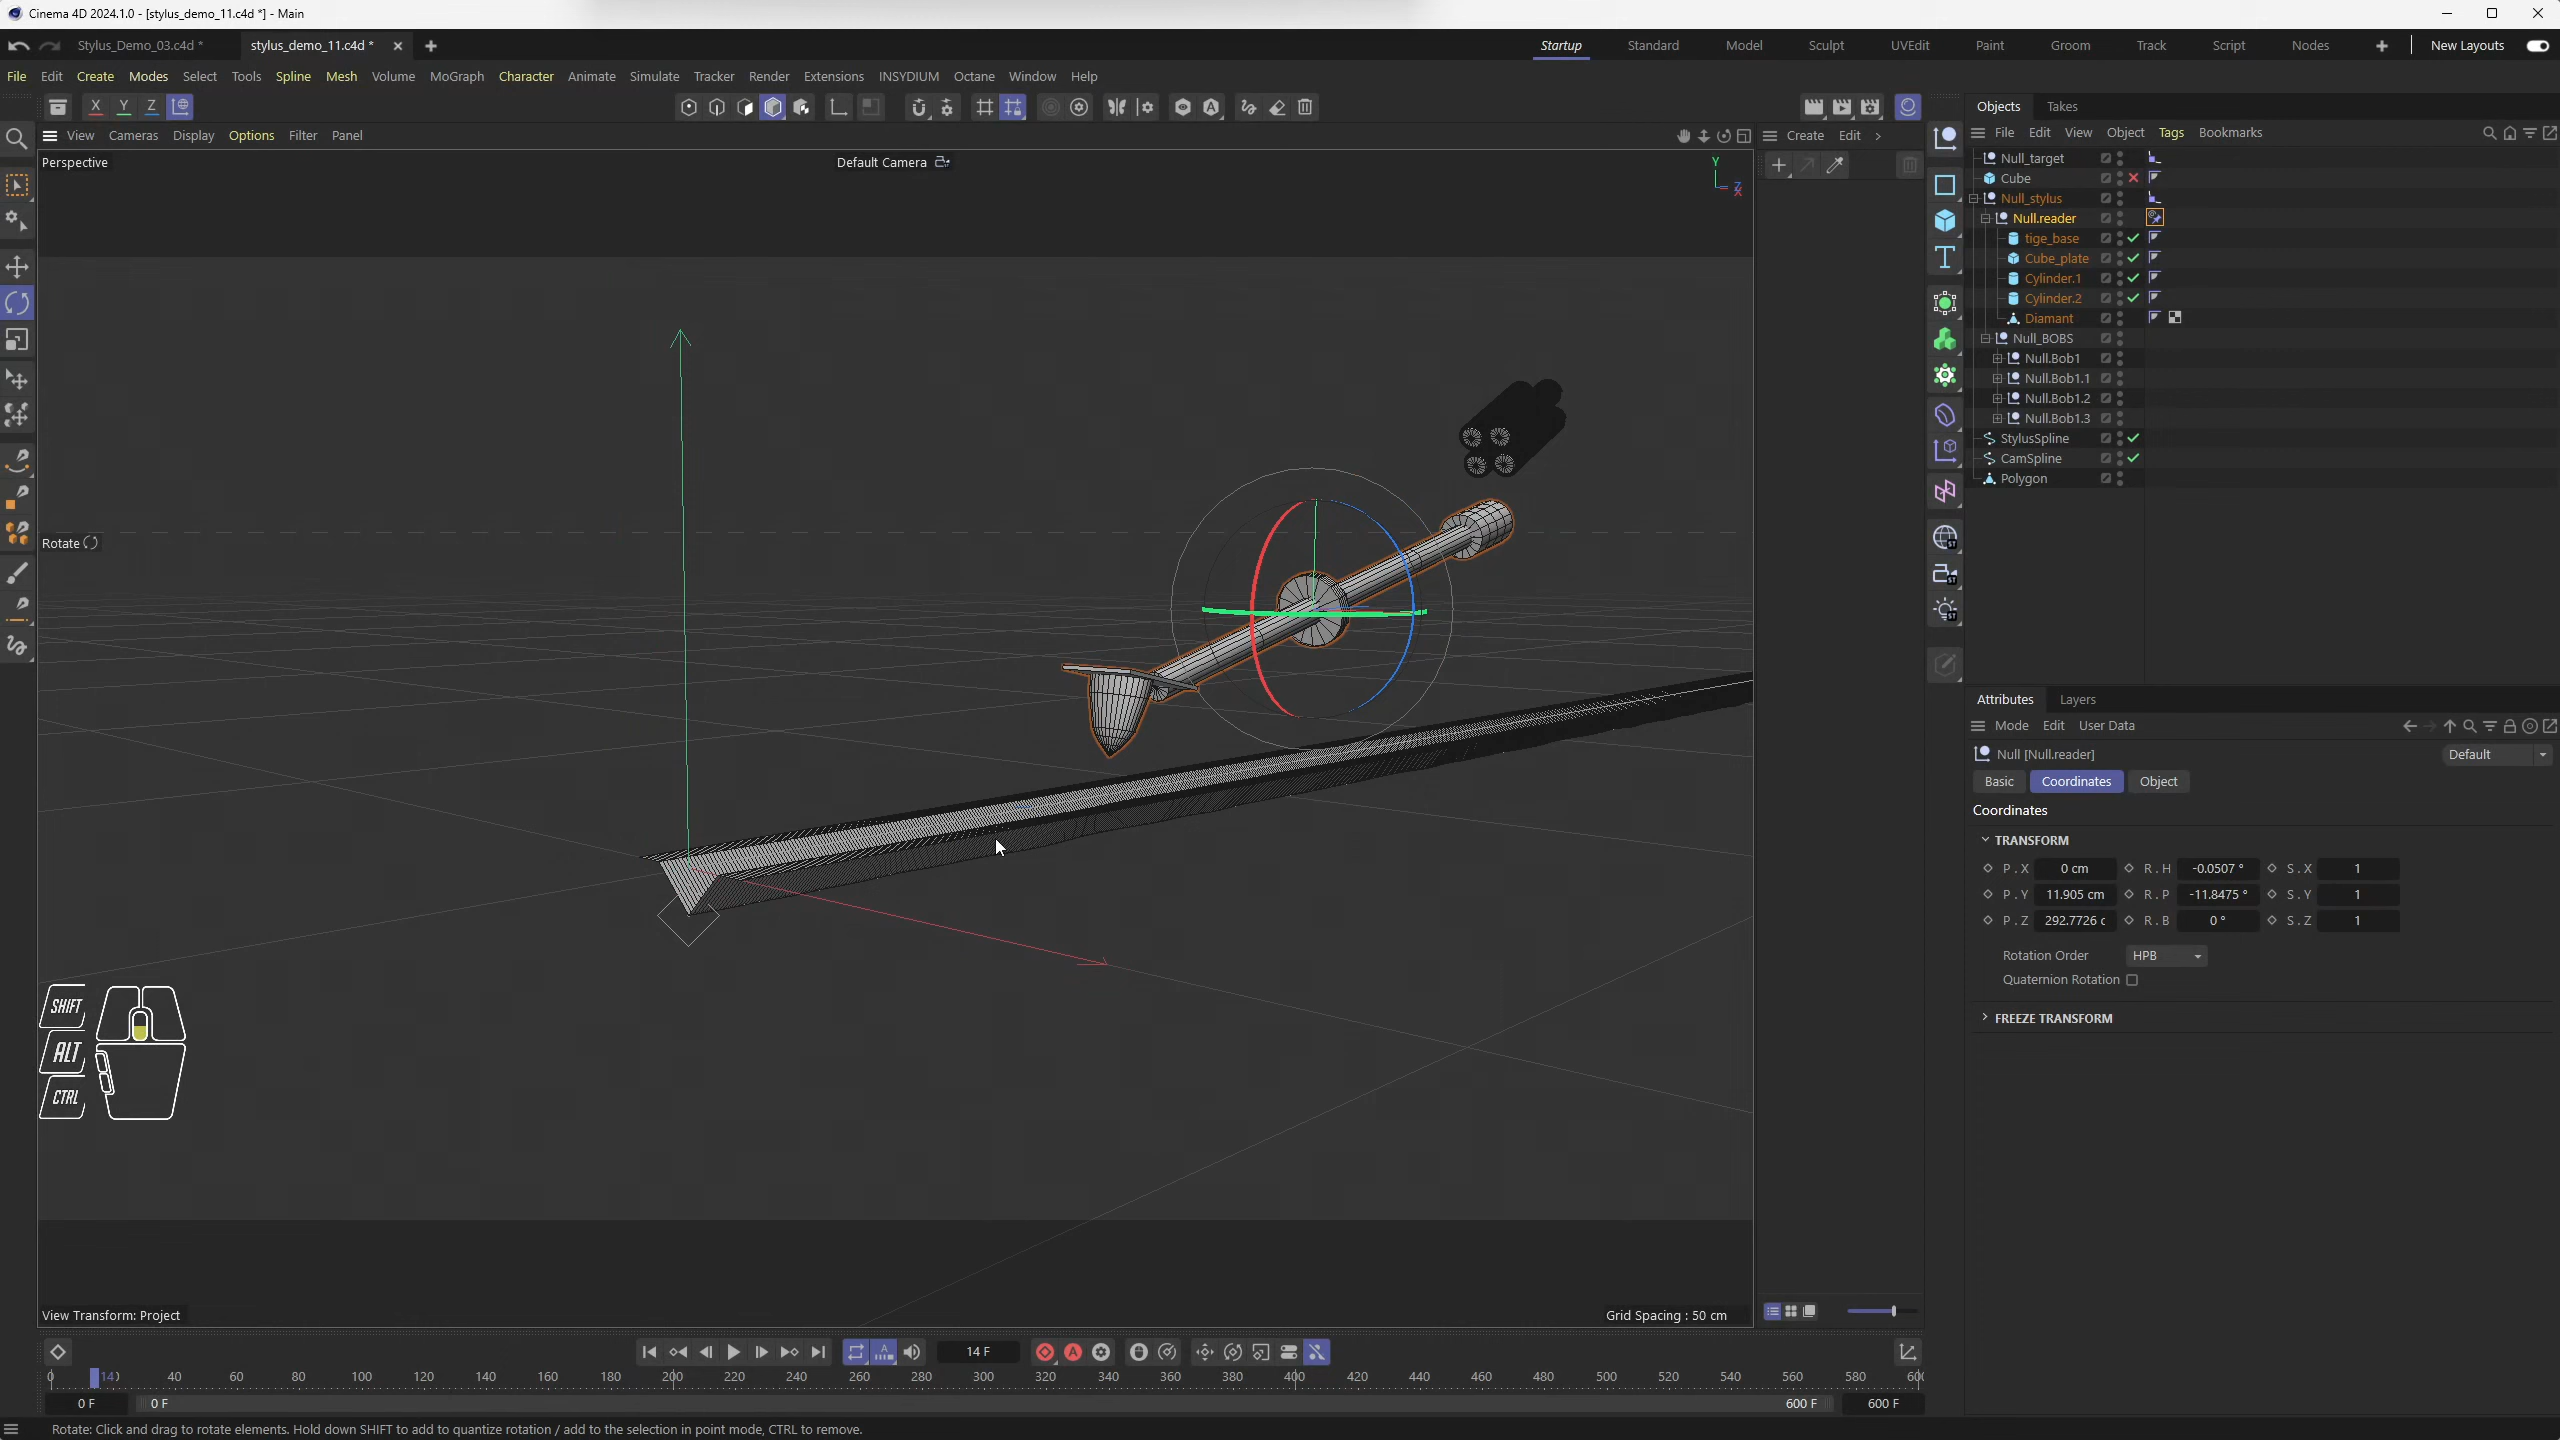 Cinema 4D 2024.1.0 - [stylus_demo_11.c4d *] - Main
Stylus_Demo_03.c4d *
stylus_demo_11.c4d *
Startup
Standard
Model
Sculpt
UVEdit
Paint
Groom
Track
Script
Nodes
New Layouts
File Edit Create Modes Select Tools Spline Mesh Volume MoGraph Character Animate Simulate Tracker Render Extensions INSYDIUM Octane Window Help
X Y Z
Objects Takes
View Cameras Display Options Filter Panel
Create Edit
File Edit View Object Tags Bookmarks
Perspective
Default Camera
Y
Z
X
Null_target
Cube
Null_stylus
Null.reader
tige_base
Cube_plate
Cylinder.1
Cylinder.2
Diamant
Null_BOBS
Null.Bob1
Null.Bob1.1
Null.Bob1.2
Null.Bob1.3
StylusSpline
CamSpline
Polygon
Rotate
Attributes Layers
Mode Edit User Data
Null [Null.reader]
Default
Basic Coordinates Object
Coordinates
TRANSFORM
P . X 0 cm R . H -0.0507 ° S . X 1
P . Y 11.905 cm R . P -11.8475 ° S . Y 1
P . Z 292.7726 c R . B 0 ° S . Z 1
Rotation Order HPB
Quaternion Rotation
FREEZE TRANSFORM
SHIFT
ALT
CTRL
View Transform: Project
Grid Spacing : 50 cm
14 F
0 14 40 60 80 100 120 140 160 180 200 220 240 260 280 300 320 340 360 380 400 420 440 460 480 500 520 540 560 580 60
0 F
0 F
600 F
600 F
Rotate: Click and drag to rotate elements. Hold down SHIFT to add to quantize rotation / add to the selection in point mode, CTRL to remove.